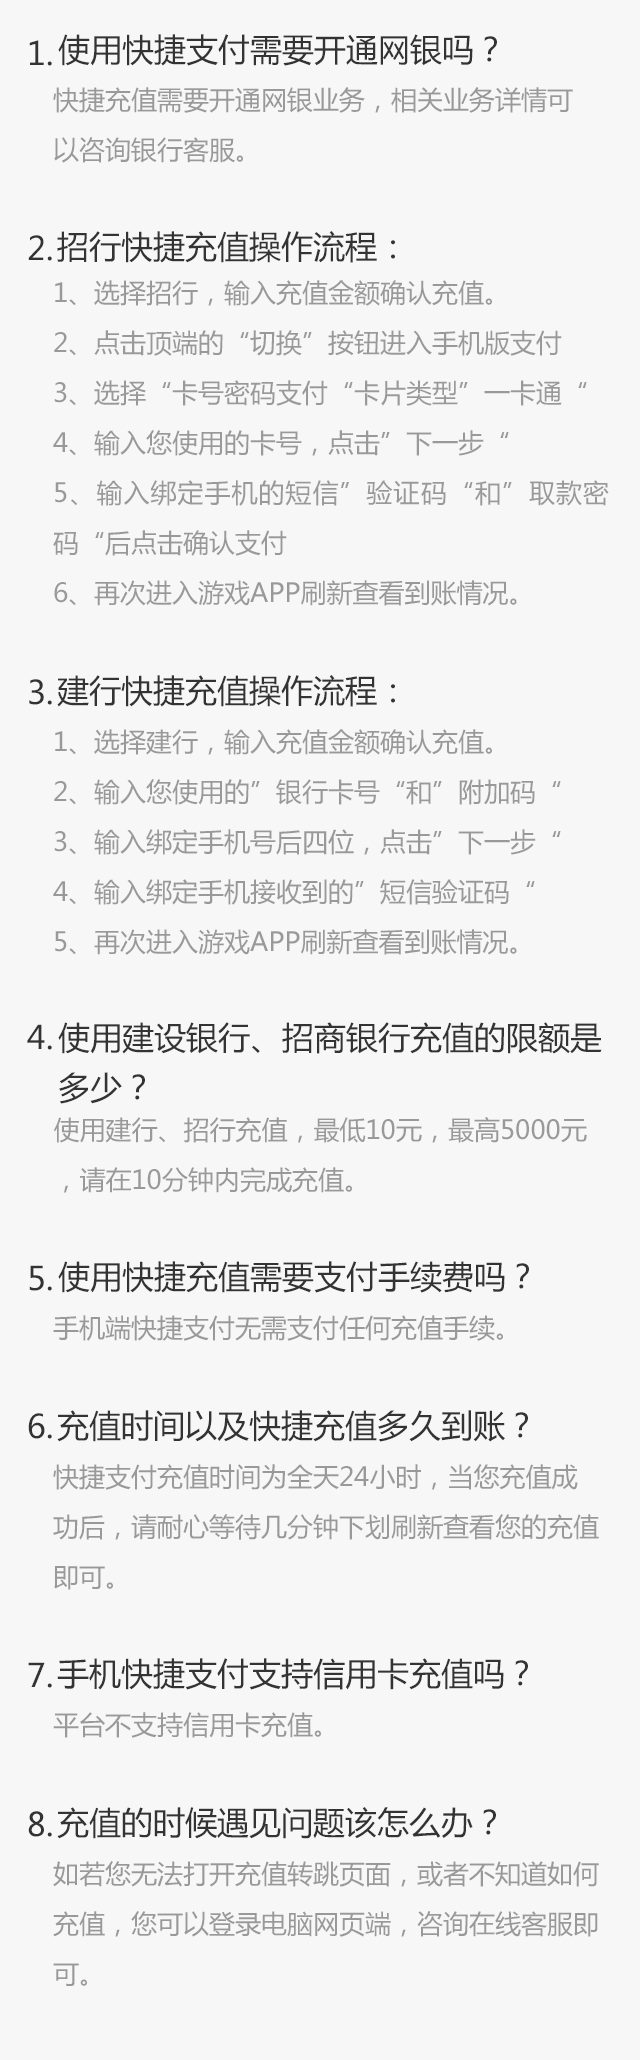 1.使用快捷支付需要开通网银吗？
快捷充值需要开通网银业务，相关业务详情可
以咨询银行客服。
2.招行快捷充值操作流程：
1、选择招行，输入充值金额确认充值。
2、点击顶端的“切换”按钮进入手机版支付
3、选择“卡号密码支付“卡片类型”一卡通“
4、输入您使用的卡号，点击”下一步“
5、输入绑定手机的短信”验证码“和”取款密
码“后点击确认支付
6、再次进入游戏APP刷新查看到账情况。
3.建行快捷充值操作流程：
1、选择建行，输入充值金额确认充值。
2、输入您使用的”银行卡号“和”附加码“
3、输入绑定手机号后四位，点击”下一步“
4、输入绑定手机接收到的”短信验证码“
5、再次进入游戏APP刷新查看到账情况。
4.使用建设银行、招商银行充值的限额是
多少？
使用建行、招行充值，最低10元，最高5000元
，请在10分钟内完成充值。
5.使用快捷充值需要支付手续费吗？
手机端快捷支付无需支付任何充值手续。
6.充值时间以及快捷充值多久到账？
快捷支付充值时间为全天24小时，当您充值成
功后，请耐心等待几分钟下划刷新查看您的充值
即可。
7.手机快捷支付支持信用卡充值吗？
平台不支持信用卡充值。
8.充值的时候遇见问题该怎么办？
如若您无法打开充值转跳页面，或者不知道如何
充值，您可以登录电脑网页端，咨询在线客服即
可。